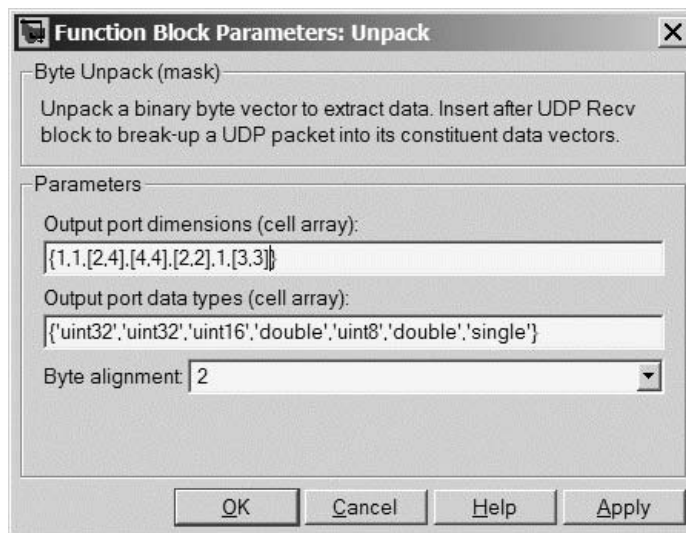 Function Block Parameters: Unpack
Byte Unpack (mask)
Unpack a binary byte vector to extract data. Insert after UDP Recv
block to break-up a UDP packet into its constituent data vectors.
Parameters
Output port dimensions (cell array):
{1,1,[2,4],[4,4],[2,2],1,[3,3]}
Output port data types (cell array):
{'uint32','uint32','uint16','double','uint8','double','single'}
Byte alignment: 2
OK Cancel Help Apply